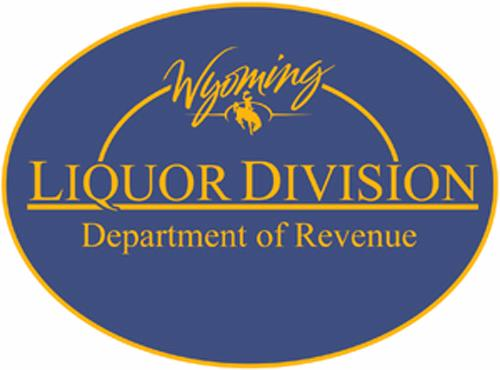 Wyoming
LIQUOR DIVISION
Department of Revenue